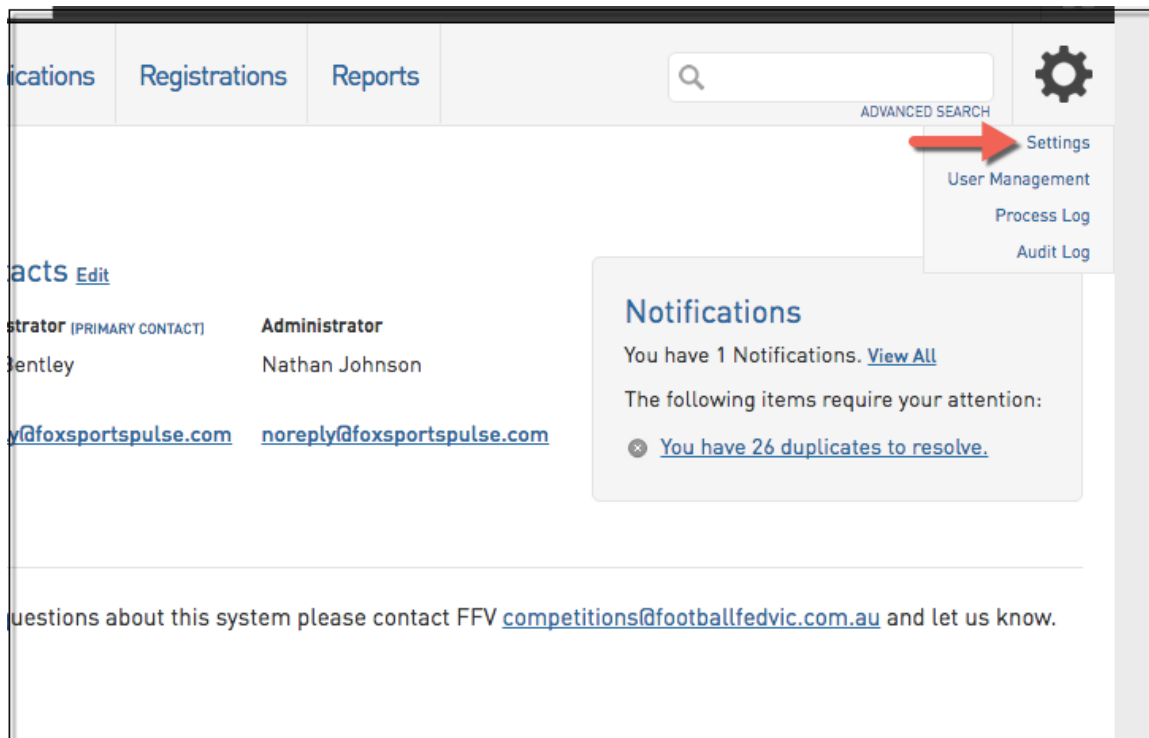 ications Registrations Reports
ADVANCED SEARCH
Settings
User Management
Process Log
Audit Log
acts Edit
strator [PRIMARY CONTACT] Administrator
Bentley Nathan Johnson
y@foxsportspulse.com noreply@foxsportspulse.com
Notifications
You have 1 Notifications. View All
The following items require your attention:
You have 26 duplicates to resolve.
uestions about this system please contact FFV competitions@footballfedvic.com.au and let us know.